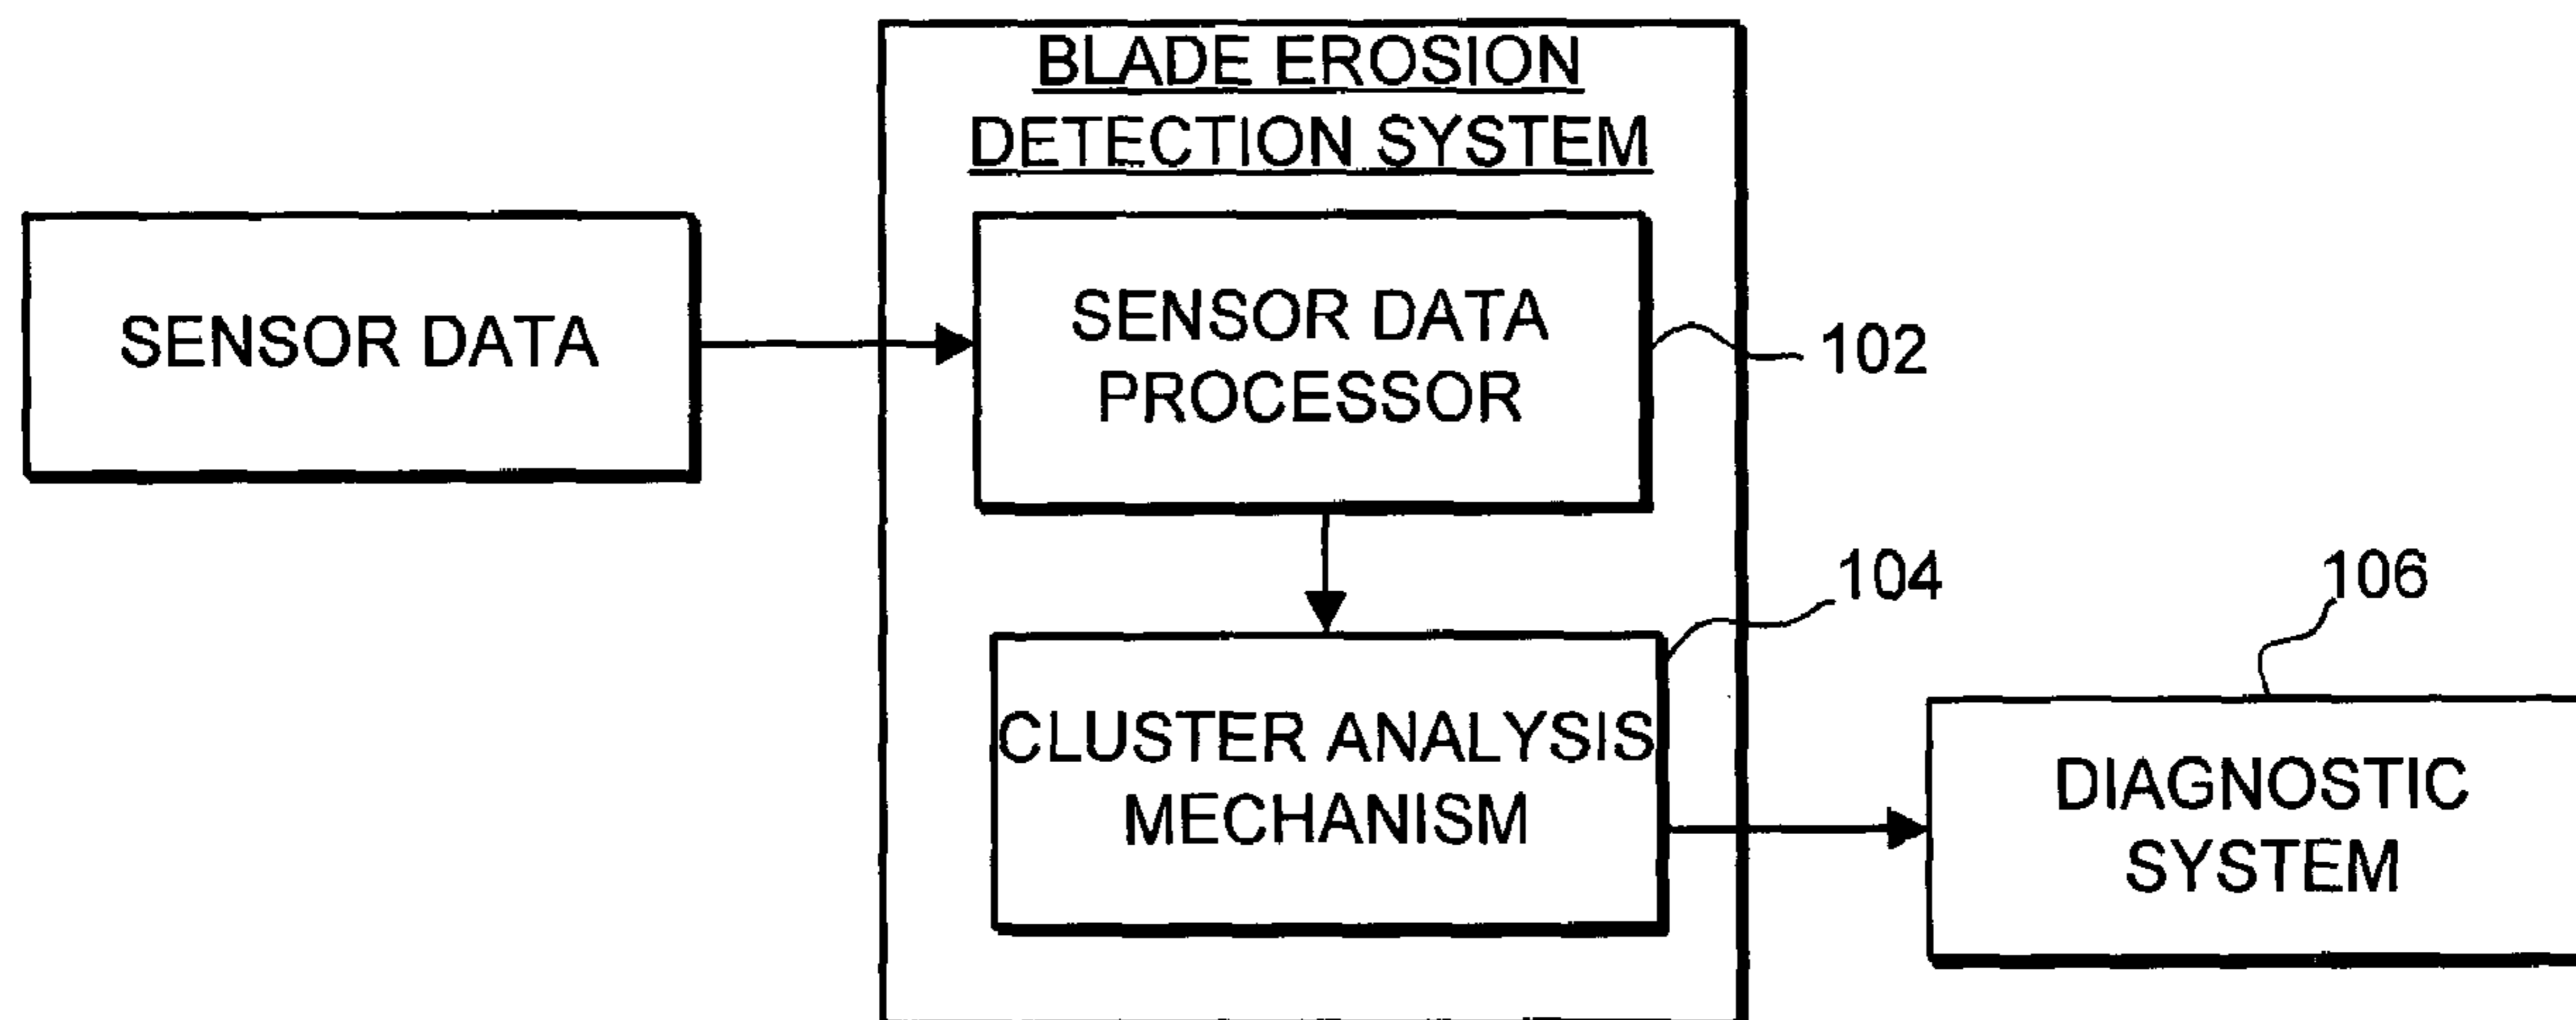 BLADE EROSION
DETECTION SYSTEM
SENSOR DATA
SENSOR DATA
PROCESSOR
102
104
CLUSTER ANALYSIS
MECHANISM
106
DIAGNOSTIC
SYSTEM